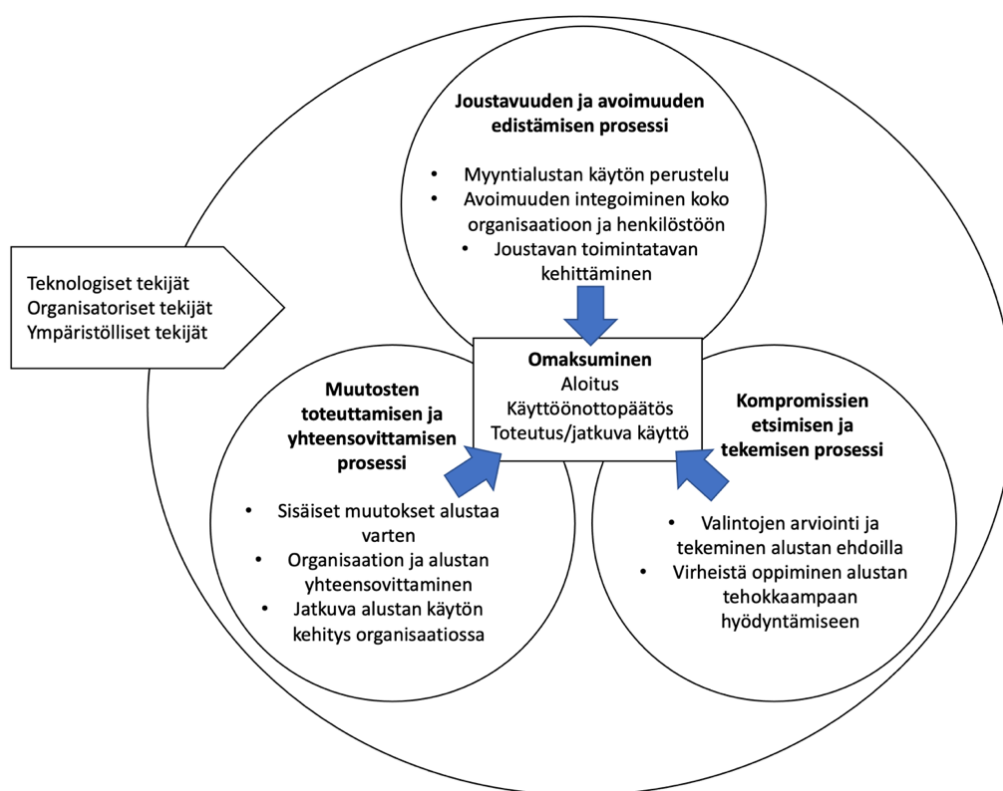 Joustavuuden ja avoimuuden
edistämisen prosessi
• Myyntialustan käytön perustelu
• Avoimuuden integoiminen koko
organisaatioon ja henkilöstöön
• Joustavan toimintatavan
kehittäminen
Teknologiset tekijät
Organisatoriset tekijät
Ympäristölliset tekijät
Omaksuminen
Aloitus
Käyttöönottopäätös
Toteutus/jatkuva käyttö
Muutosten
toteuttamisen ja
yhteensovittamisen
prosessi
• Sisäiset muutokset alustaa
varten
• Organisaation ja alustan
yhteensovittaminen
• Jatkuva alustan käytön
kehitys organisaatiossa
Kompromissien
etsimisen ja
tekemisen prosessi
• Valintojen arviointi ja
tekeminen alustan ehdoilla
• Virheistä oppiminen alustan
tehokkaampaan
hyödyntämiseen